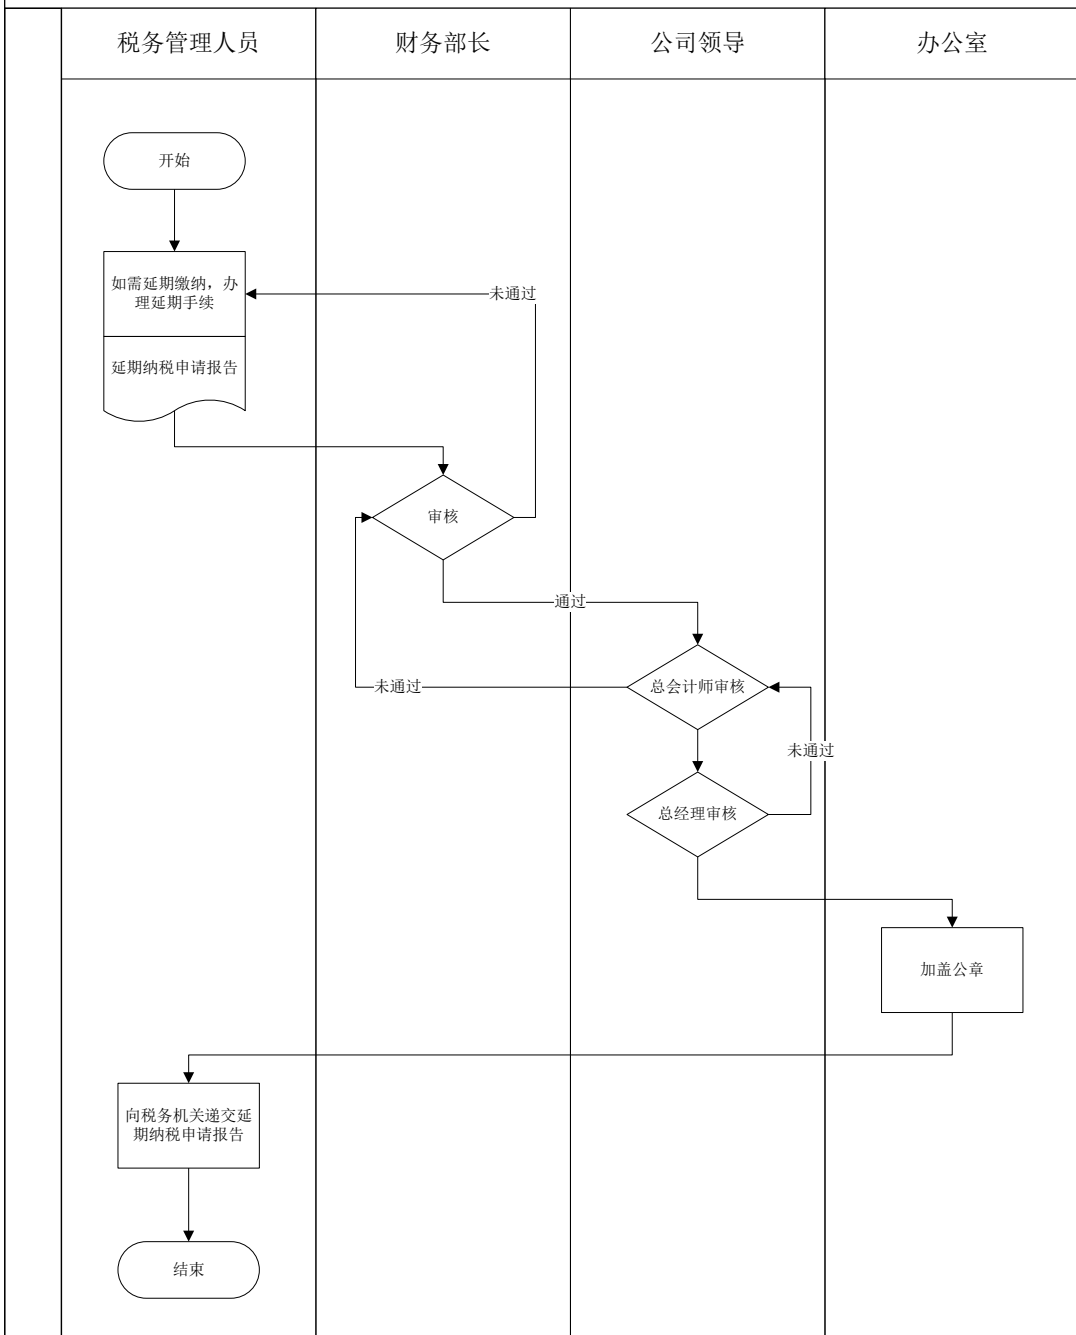 税务管理人员
财务部长
公司领导
办公室
开始
如需延期缴纳，办
理延期手续
未通过
延期纳税申请报告
审核
通过
未通过
总会计师审核
未通过
总经理审核
加盖公章
向税务机关递交延
期纳税申请报告
结束